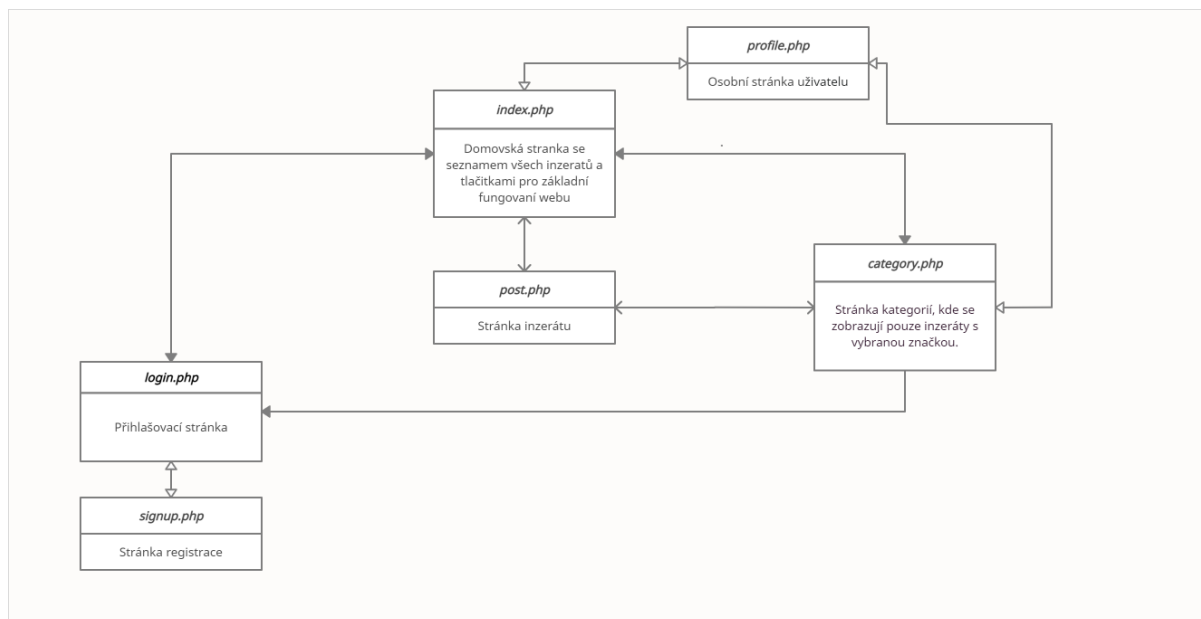 profile.php
Osobní stránka uživatelu
index.php
Domovská stranka se
seznamem všech inzeratů a
tlačitkami pro základní
fungovaní webu
category.php
Stránka kategorií, kde se
zobrazují pouze inzeráty s
vybranou značkou.
post.php
Stránka inzerátu
login.php
Přihlašovací stránka
signup.php
Stránka registrace